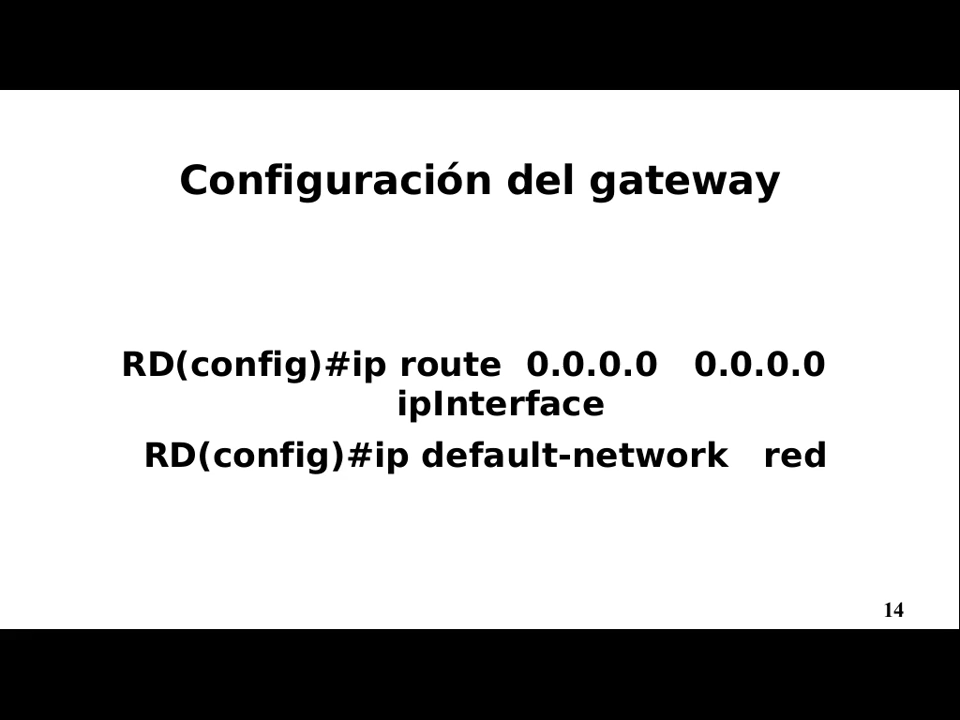 Configuración del gateway
RD(config)#ip route 0.0.0.0 0.0.0.0
ipInterface
RD(config)#ip default-network red
14